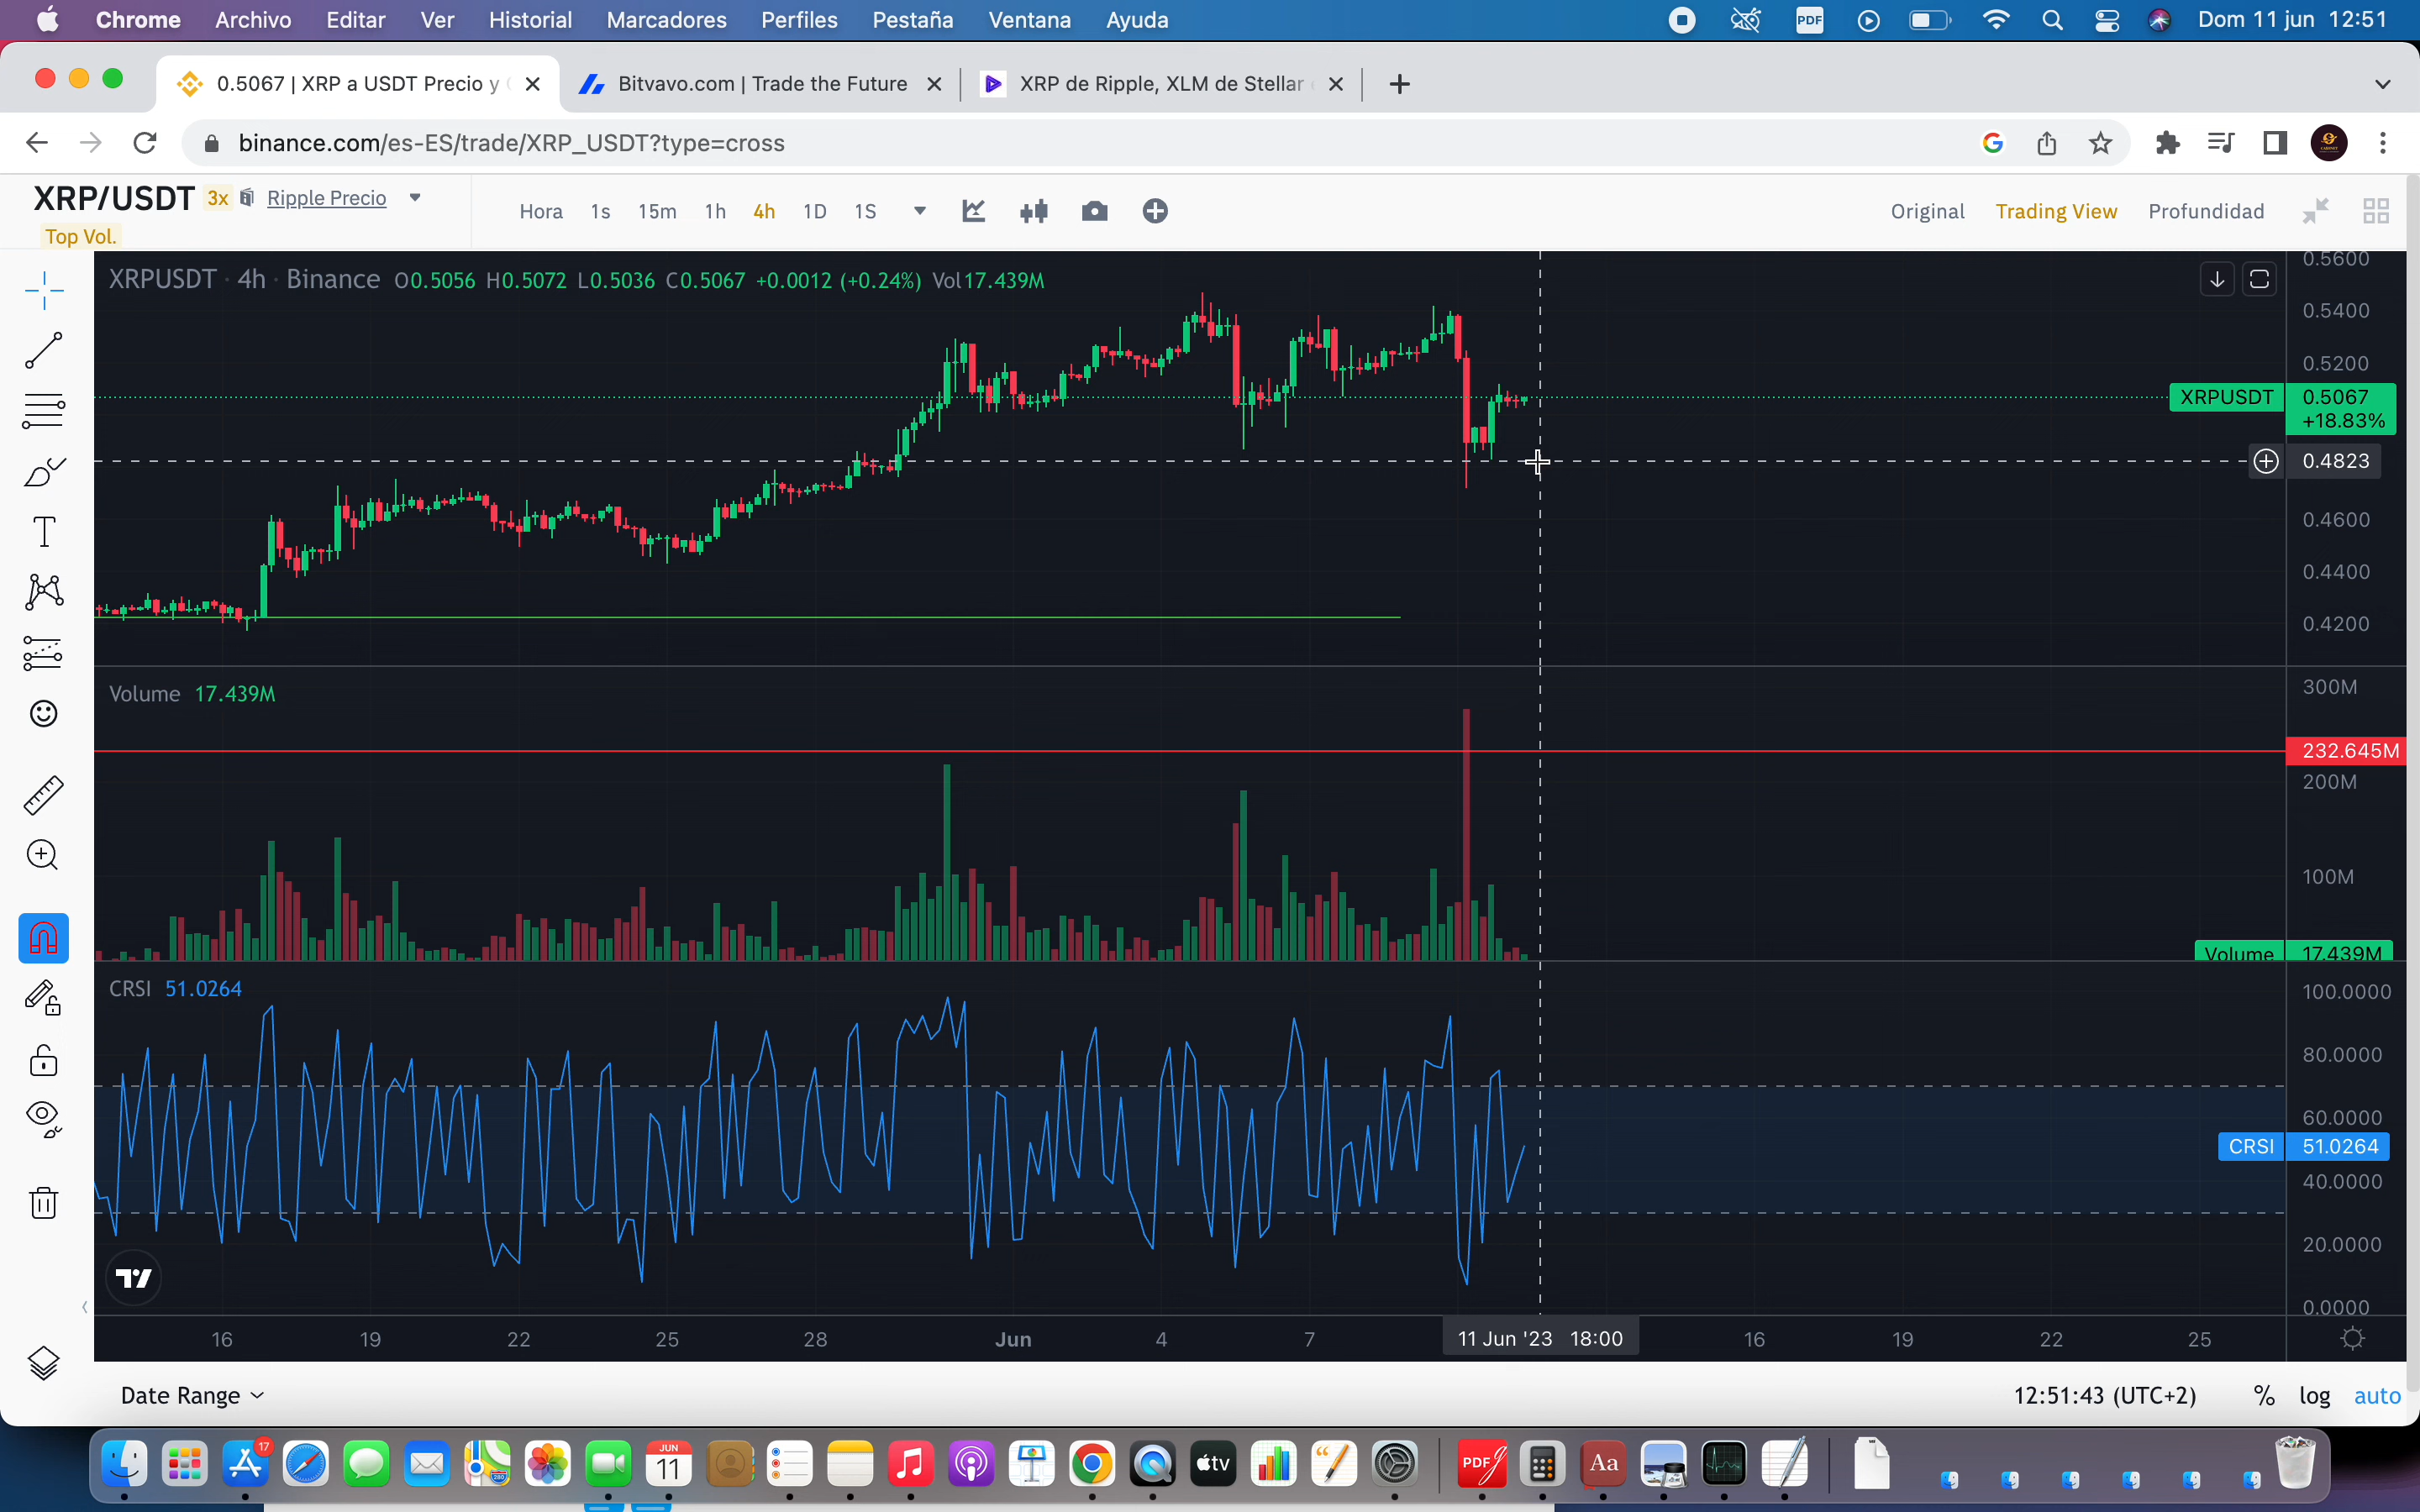 Chrome Archivo Editar Ver Historial Marcadores Perfiles Pestaña Ventana Ayuda PDF Dom 11 jun 12:51
0.5067 | XRP a USDT Precio y Bitvavo.com | Trade the Future XRP de Ripple, XLM de Stellar
binance.com/es-ES/trade/XRP_USDT?type=cross
XRP/USDT 3x Ripple Precio
Top Vol.
Hora 1s 15m 1h 4h 1D 1S Original Trading View Profundidad
XRPUSDT · 4h · Binance O0.5056 H0.5072 L0.5036 C0.5067 +0.0012 (+0.24%) Vol17.439M
0.5600
0.5400
0.5200
XRPUSDT 0.5067
+18.83%
0.4823
0.4600
0.4400
0.4200
Volume 17.439M
300M
232.645M
200M
100M
Volume 17.439M
CRSI 51.0264
100.0000
80.0000
60.0000
CRSI 51.0264
40.0000
20.0000
0.0000
16 19 22 25 28 Jun 4 7 11 Jun '23 18:00 16 19 22 25
Date Range 12:51:43 (UTC+2) % log auto
17
JUN
11
tv
PDF
Aa